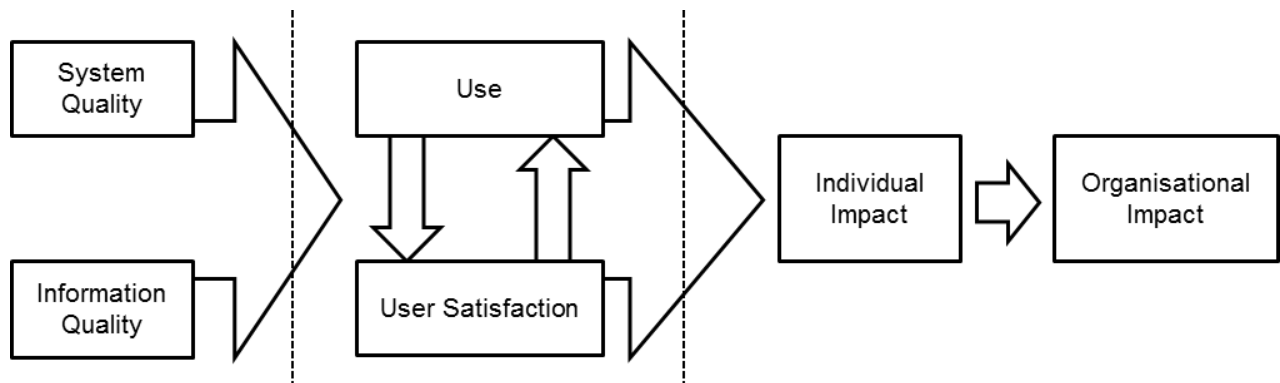 System
Quality
Use
Individual
Impact
Organisational
Impact
Information
Quality
User Satisfaction